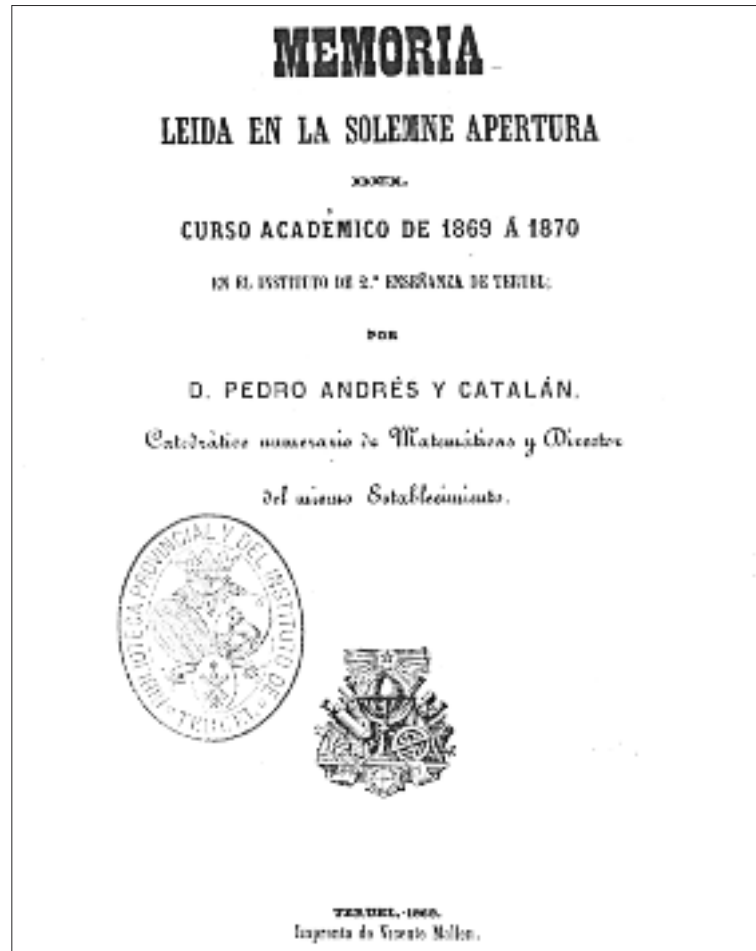 MEMORIA
LEIDA EN LA SOLEMNE APERTURA
DEL
CURSO ACADÉMICO DE 1869 Á 1870
EN EL INSTITUTO DE 2.ª ENSEÑANZA DE TERUEL;
POR
D. PEDRO ANDRÉS Y CATALÁN.
Catedrático numerario de Matemáticas y Director
del mismo Establecimiento.
BIBLIOTECA PROVINCIAL Y DEL INSTITUTO DE
TERUEL
TERUEL.-1869.
Imprenta de Vicente Mallen.